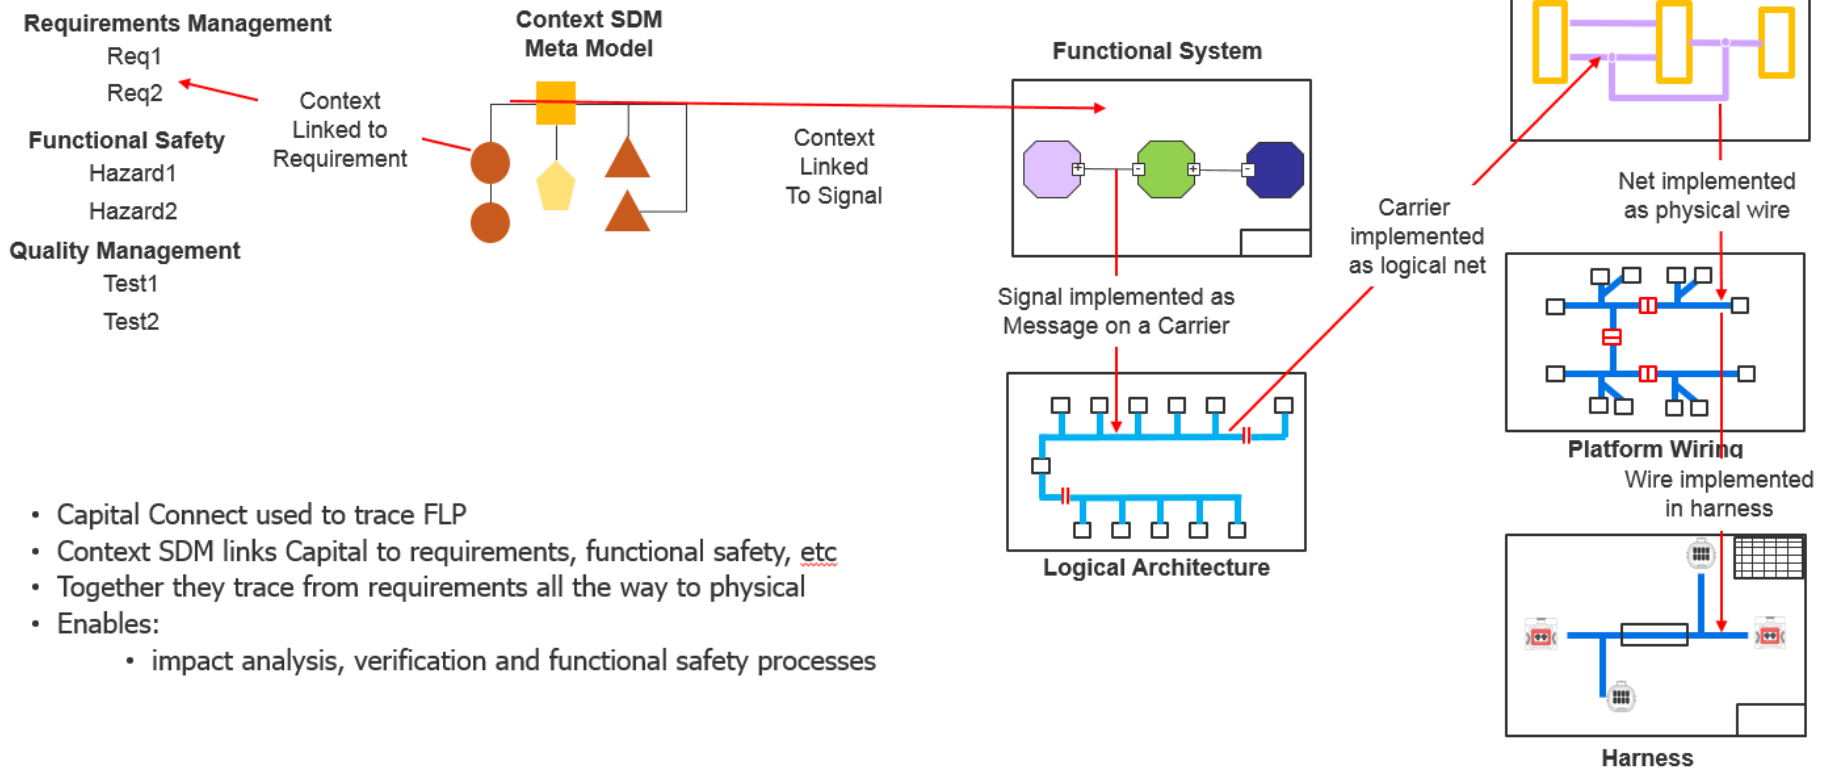 Requirements Management
Req1
Req2
Functional Safety
Hazard1
Hazard2
Quality Management
Test1
Test2
Context
Linked to
Requirement
Context SDM
Meta Model
Context
Linked
To Signal
Functional System
Signal implemented as
Message on a Carrier
Logical Architecture
Carrier
implemented
as logical net
Net implemented
as physical wire
Platform Wiring
Wire implemented
in harness
Harness
• Capital Connect used to trace FLP
• Context SDM links Capital to requirements, functional safety, etc
• Together they trace from requirements all the way to physical
• Enables:
• impact analysis, verification and functional safety processes